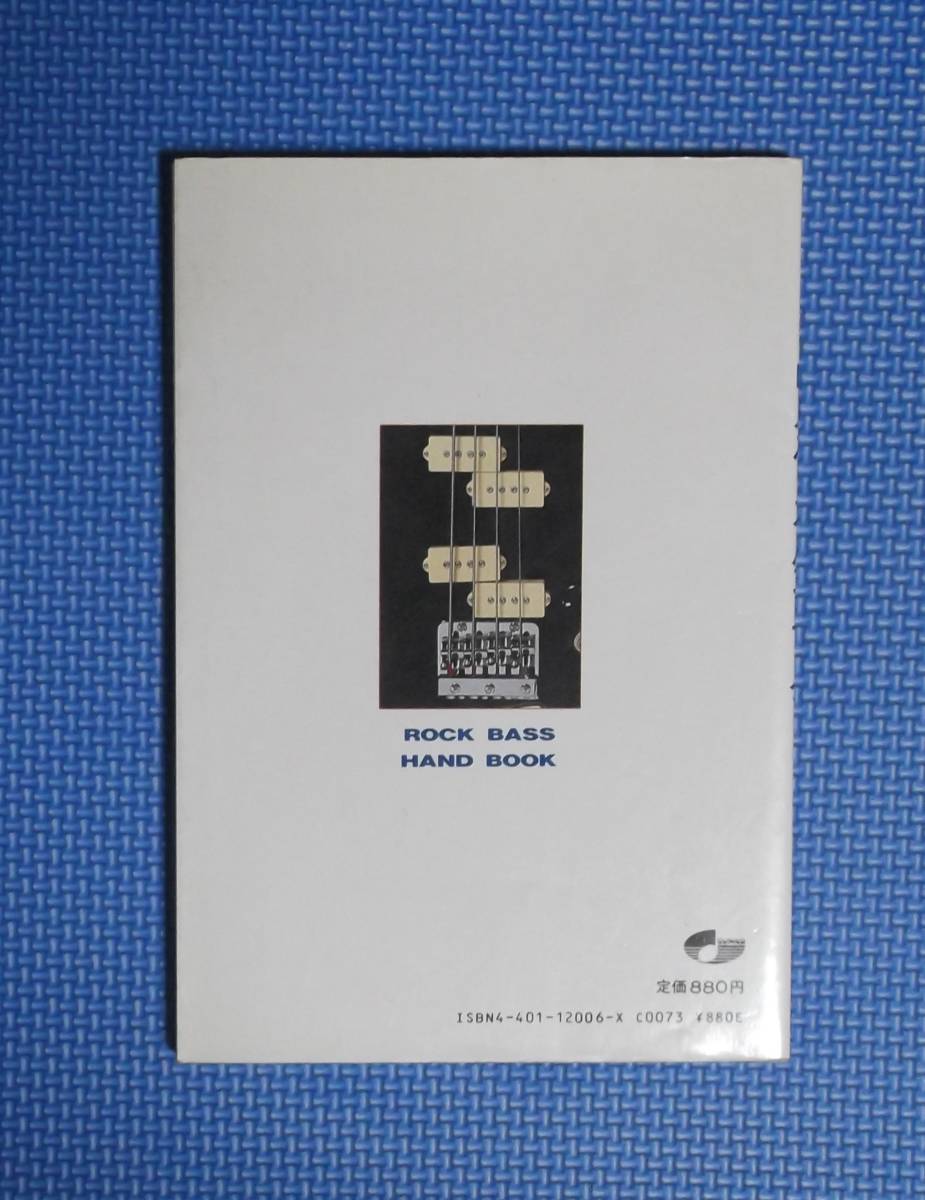 ROCK BASS
HAND BOOK
定価880円
ISBN4-401-12006-X C0073 ¥880E